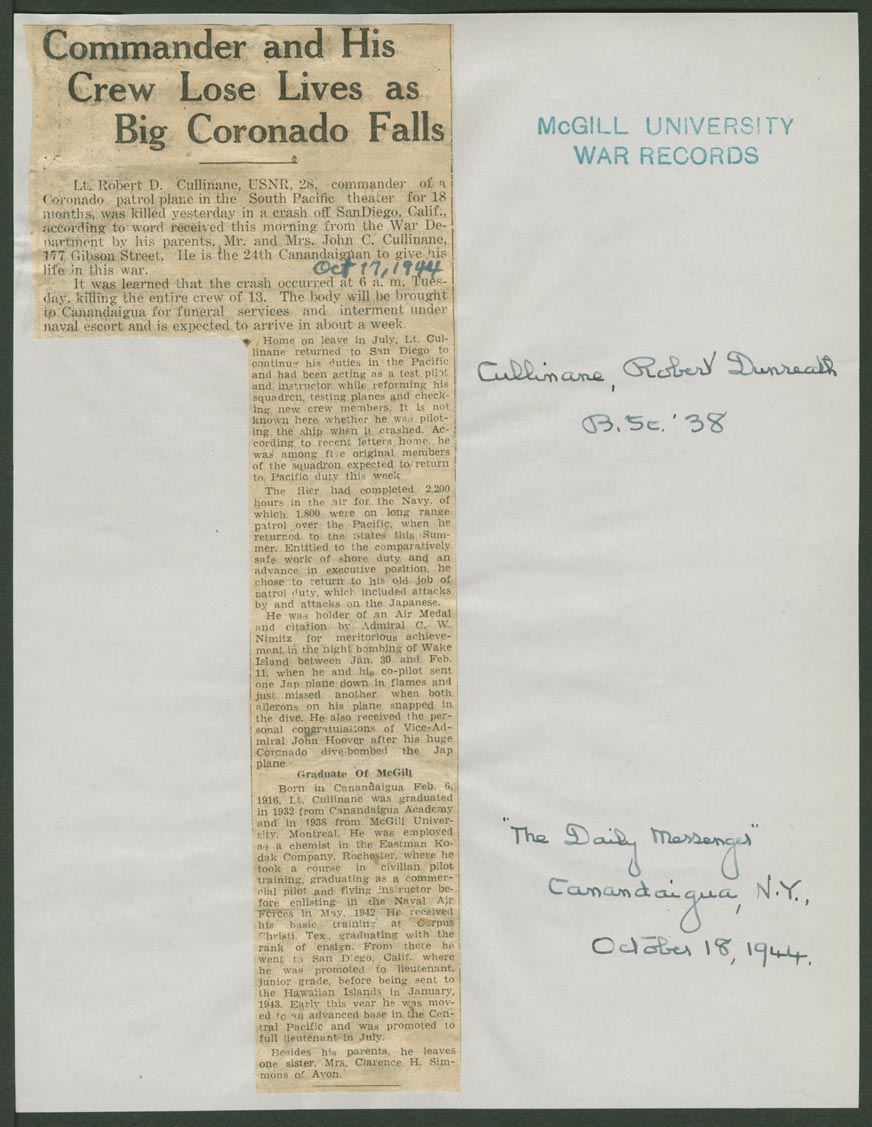 Commander and His
Crew Lose Lives as
Big Coronado Falls
Lt. Robert D. Cullinane, USNR, 28, commander of a
Coronado patrol plane in the South Pacific theater for 18
months, was killed yesterday in a crash off SanDiego, Calif.,
according to word received this morning from the War De-
partment by his parents, Mr. and Mrs. John C. Cullinane,
177 Gibson Street. He is the 24th Canandaiguan to give his
life in this war.
Oct 17, 1944
It was learned that the crash occurred at 6 a. m. Tues-
day, killing the entire crew of 13. The body will be brought
to Canandaigua for funeral services and interment under
naval escort and is expected to arrive in about a week.
Home on leave in July, Lt. Cul-
linane returned to San Diego to
continue his duties in the Pacific
and had been acting as a test pilot
and instructor while reforming his
squadron, testing planes and check-
ing new crew members. It is not
known here whether he was pilot-
ing the ship when it crashed. Ac-
cording to recent letters home, he
was among five original members
of the squadron expected to return
to Pacific duty this week.
The flier had completed 2,200
hours in the air for the Navy, of
which 1,800 were on long range
patrol over the Pacific, when he
returned to the States this Sum-
mer. Entitled to the comparatively
safe work of shore duty and an
advance in executive position, he
chose to return to his old job of
patrol duty, which included attacks
by and attacks on the Japanese.
He was holder of an Air Medal
and citation by Admiral C. W.
Nimitz for meritorious achieve-
ment in the night bombing of Wake
Island between Jan. 30 and Feb.
11, when he and his co-pilot sent
one Jap plane down in flames and
just missed another when both
ailerons on his plane snapped in
the dive. He also received the per-
sonal congratulations of Vice-Ad-
miral John Hoover after his huge
Coronado dive-bombed the Jap
plane
Graduate Of McGill
Born in Canandaigua Feb. 6,
1916, Lt. Cullinane was graduated
in 1932 from Canandaigua Academy
and in 1938 from McGill Univer-
sity, Montreal. He was employed
as a chemist in the Eastman Ko-
dak Company, Rochester, where he
took a course in civilian pilot
training, graduating as a commer-
cial pilot and flying instructor be-
fore enlisting in the Naval Air
Forces in May, 1942 He received
his basic training at Corpus
Christi, Tex., graduating with the
rank of ensign. From there he
went to San Diego, Calif., where
he was promoted to lieutenant,
junior grade, before being sent to
the Hawaiian Islands in January,
1943. Early this year he was mov-
ed to an advanced base in the Cen-
tral Pacific and was promoted to
full lieutenant in July.
Besides his parents, he leaves
one sister, Mrs. Clarence H. Sim-
mons of Avon.
McGILL UNIVERSITY
WAR RECORDS
Cullinane, Robert Dunreath
B.Sc. '38
"The Daily Messenger"
Canandaigua, N.Y.,
October 18, 1944.